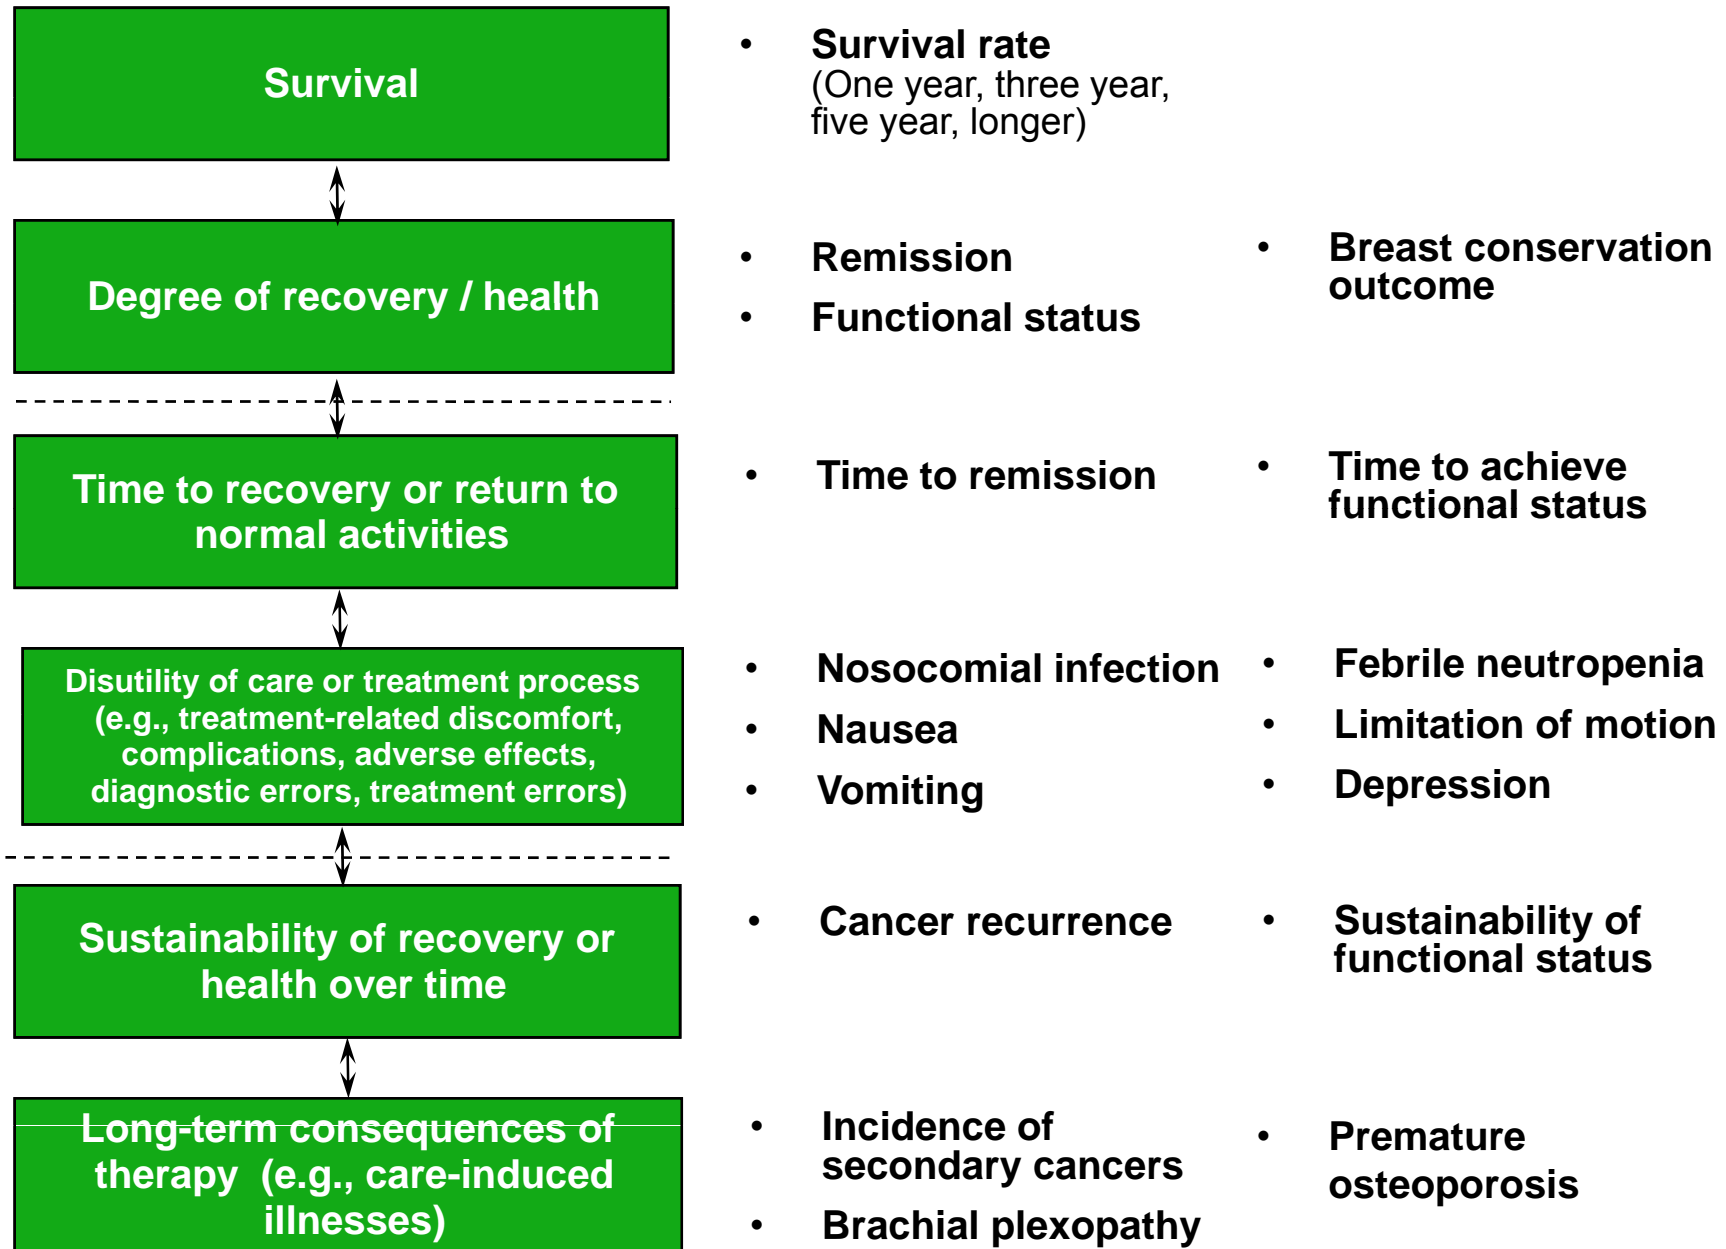 Survival
• Survival rate
(One year, three year,
five year, longer)
Degree of recovery / health
• Remission
• Functional status
• Breast conservation
outcome
Time to recovery or return to
normal activities
• Time to remission
• Time to achieve
functional status
Disutility of care or treatment process
(e.g., treatment-related discomfort,
complications, adverse effects,
diagnostic errors, treatment errors)
• Nosocomial infection
• Nausea
• Vomiting
• Febrile neutropenia
• Limitation of motion
• Depression
Sustainability of recovery or
health over time
• Cancer recurrence
• Sustainability of
functional status
Long-term consequences of
therapy (e.g., care-induced
illnesses)
• Incidence of
secondary cancers
• Brachial plexopathy
• Premature
osteoporosis